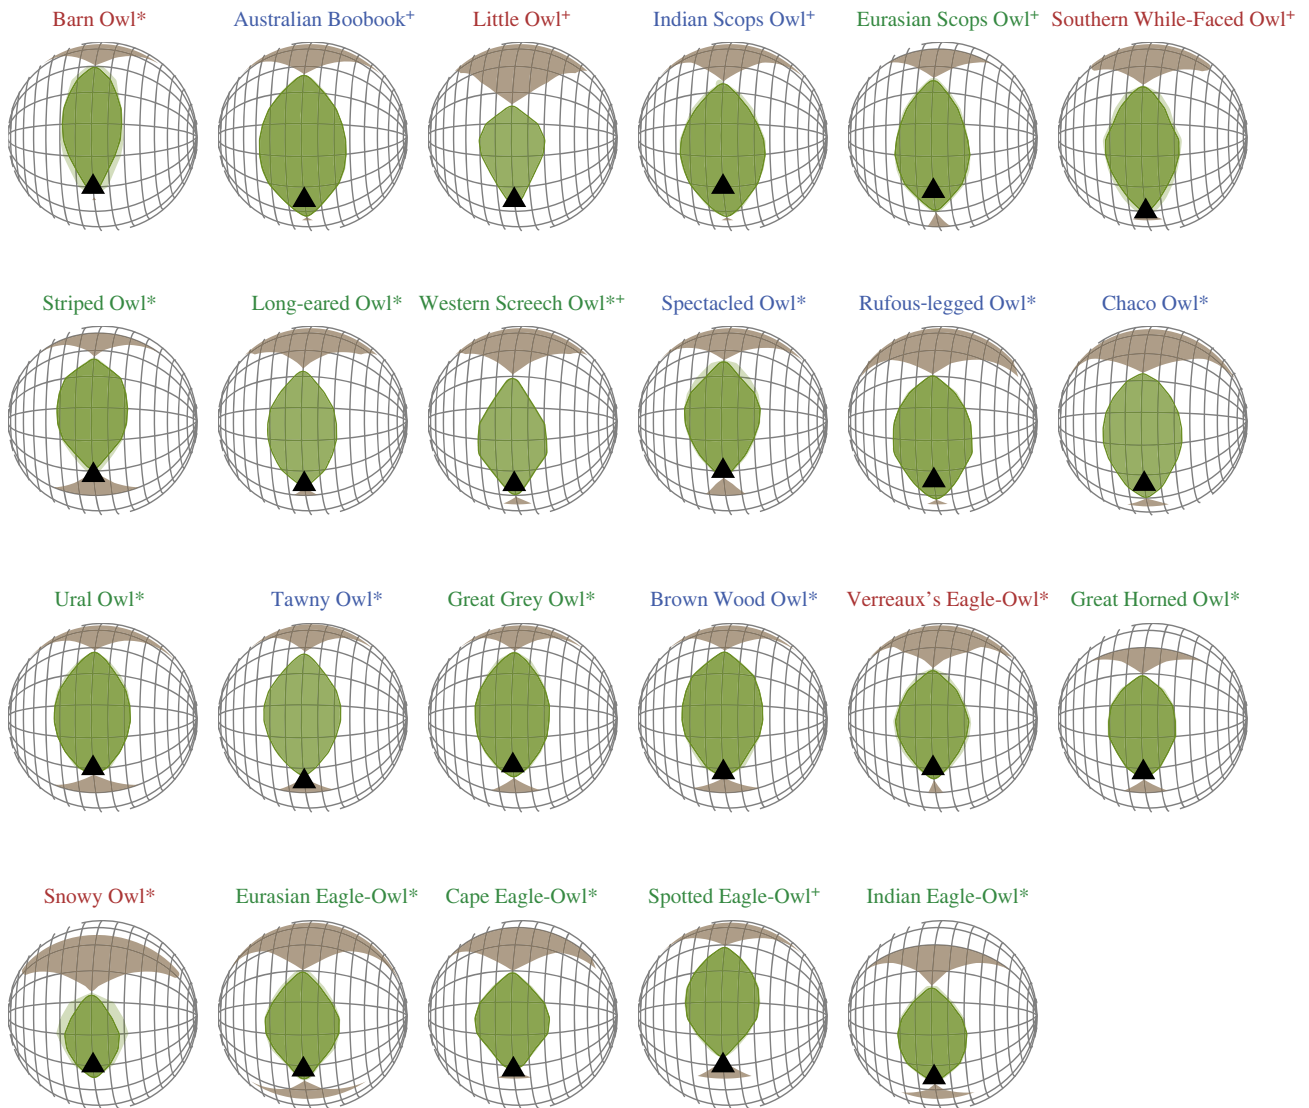 Barn Owl* Australian Boobook⁺ Little Owl⁺ Indian Scops Owl⁺ Eurasian Scops Owl⁺ Southern While-Faced Owl⁺
Striped Owl* Long-eared Owl* Western Screech Owl*⁺ Spectacled Owl* Rufous-legged Owl* Chaco Owl*
Ural Owl* Tawny Owl* Great Grey Owl* Brown Wood Owl* Verreaux’s Eagle-Owl* Great Horned Owl*
Snowy Owl* Eurasian Eagle-Owl* Cape Eagle-Owl* Spotted Eagle-Owl⁺ Indian Eagle-Owl*